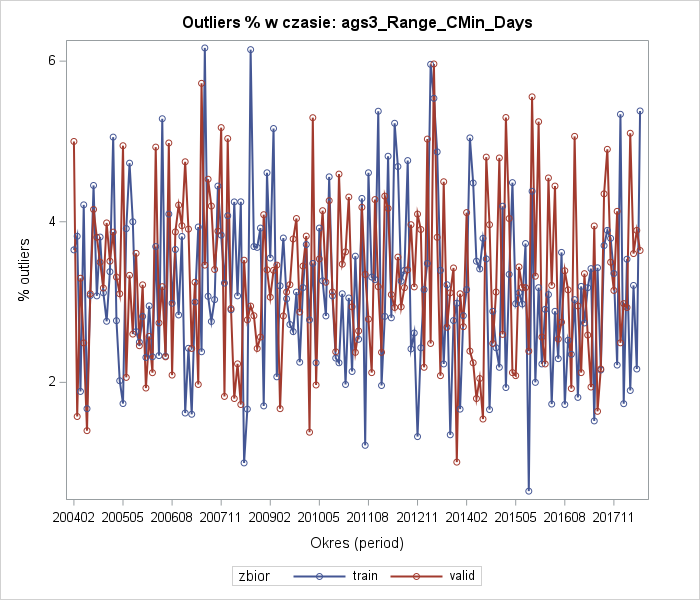 Outliers % w czasie: ags3_Range_CMin_Days
% outliers
6
4
2
200402 200505 200608 200711 200902 201005 201108 201211 201402 201505 201608 201711
Okres (period)
zbior train valid